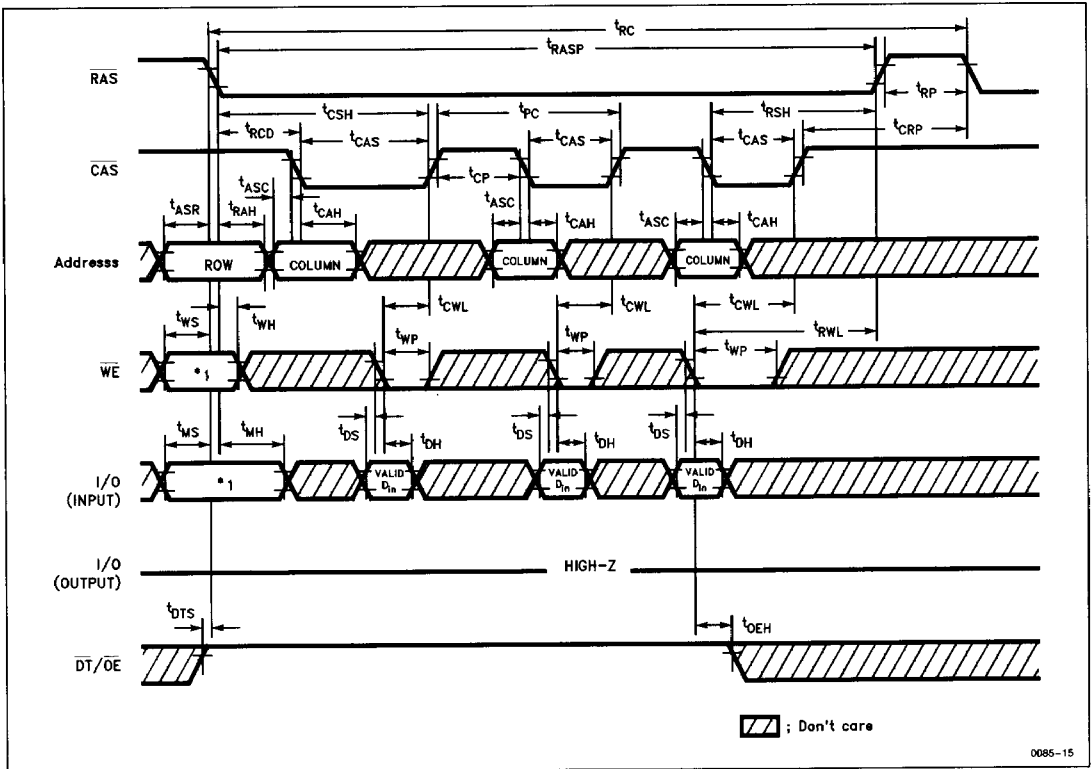 tRC
tRASP
RAS
tRP
tCSH
tPC
tRSH
tRCD
tCAS
tCAS
tCAS
tCRP
CAS
tCP
tASC
tASR
tRAH
tCAH
tASC
tCAH
tASC
tCAH
Addresss
ROW
COLUMN
COLUMN
COLUMN
tCWL
tCWL
tCWL
tWS
tWH
tWP
tWP
tRWL
tWP
WE
*1
tMS
tMH
tDS
tDH
tDS
tDH
tDS
tDH
I/O
(INPUT)
*1
VALID
Din
VALID
Din
VALID
Din
I/O
(OUTPUT)
HIGH-Z
tDTS
tOEH
DT/OE
; Don't care
0085-15